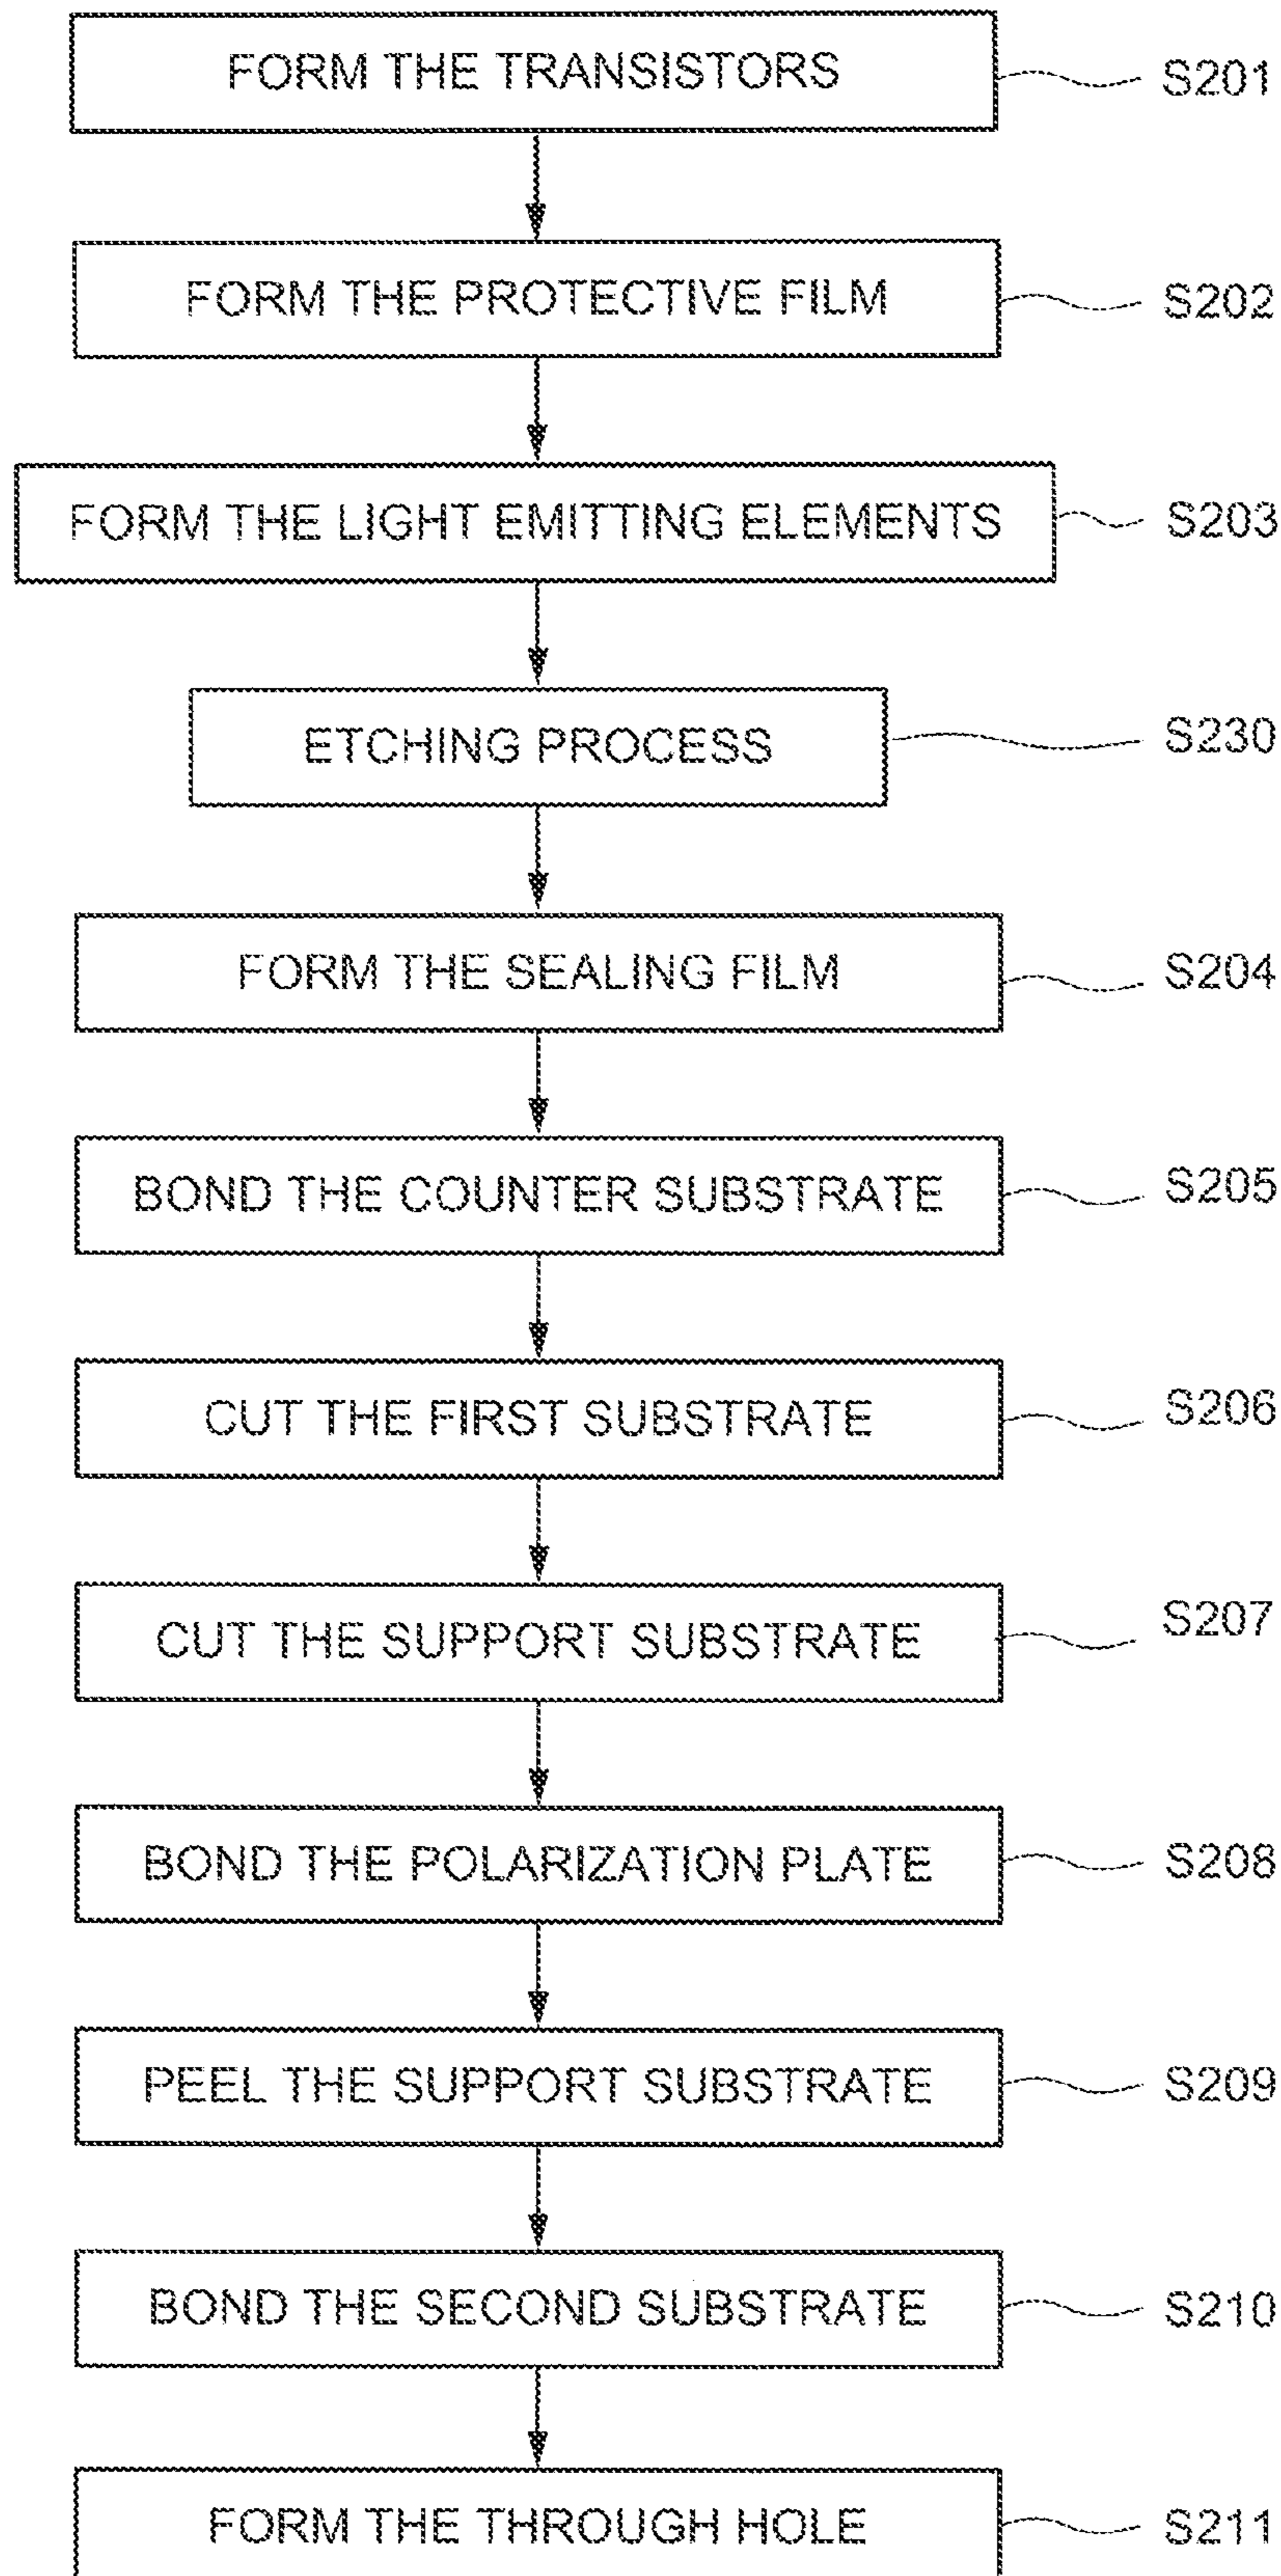 FORM THE TRANSISTORS S201
FORM THE PROTECTIVE FILM S202
FORM THE LIGHT EMITTING ELEMENTS S203
ETCHING PROCESS S230
FORM THE SEALING FILM S204
BOND THE COUNTER SUBSTRATE S205
CUT THE FIRST SUBSTRATE S206
CUT THE SUPPORT SUBSTRATE S207
BOND THE POLARIZATION PLATE S208
PEEL THE SUPPORT SUBSTRATE S209
BOND THE SECOND SUBSTRATE S210
FORM THE THROUGH HOLE S211